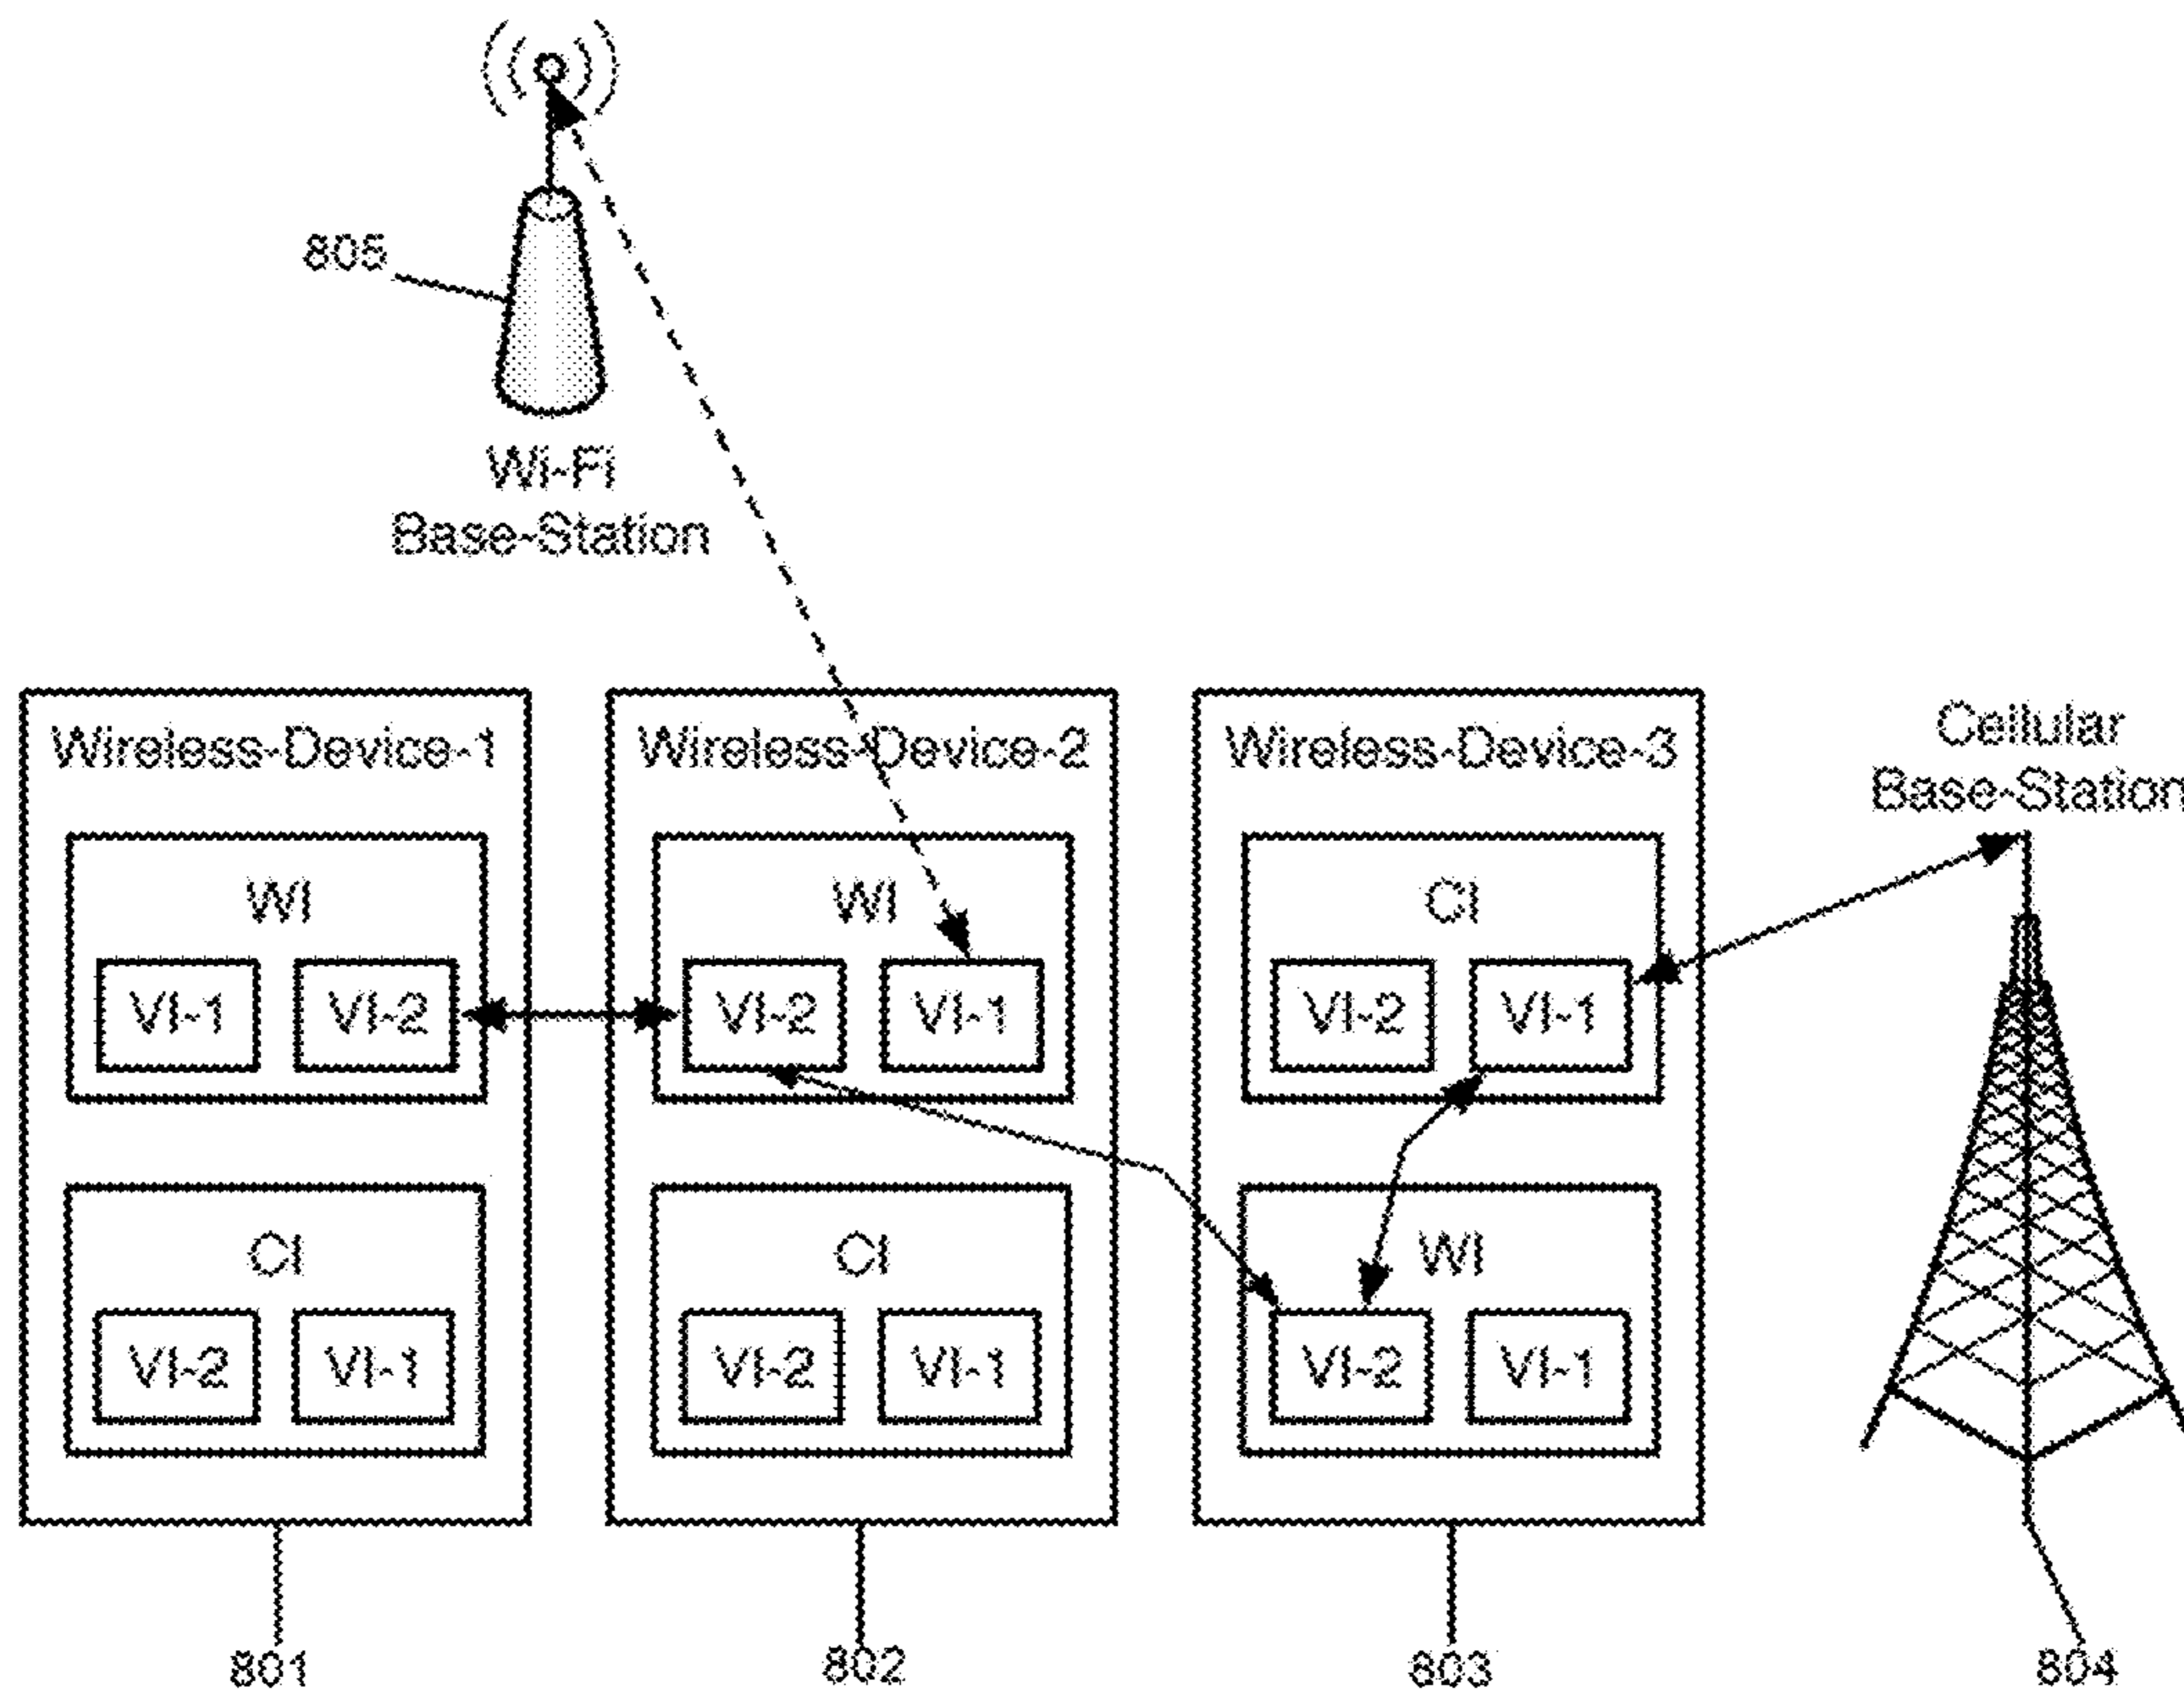 805
Wi-Fi
Base-Station
Wireless-Device-1
WI
VI-1 VI-2
CI
VI-2 VI-1
Wireless-Device-2
WI
VI-2 VI-1
CI
VI-2 VI-1
Wireless-Device-3
CI
VI-2 VI-1
WI
VI-2 VI-1
Cellular
Base-Station
801
802
803
804